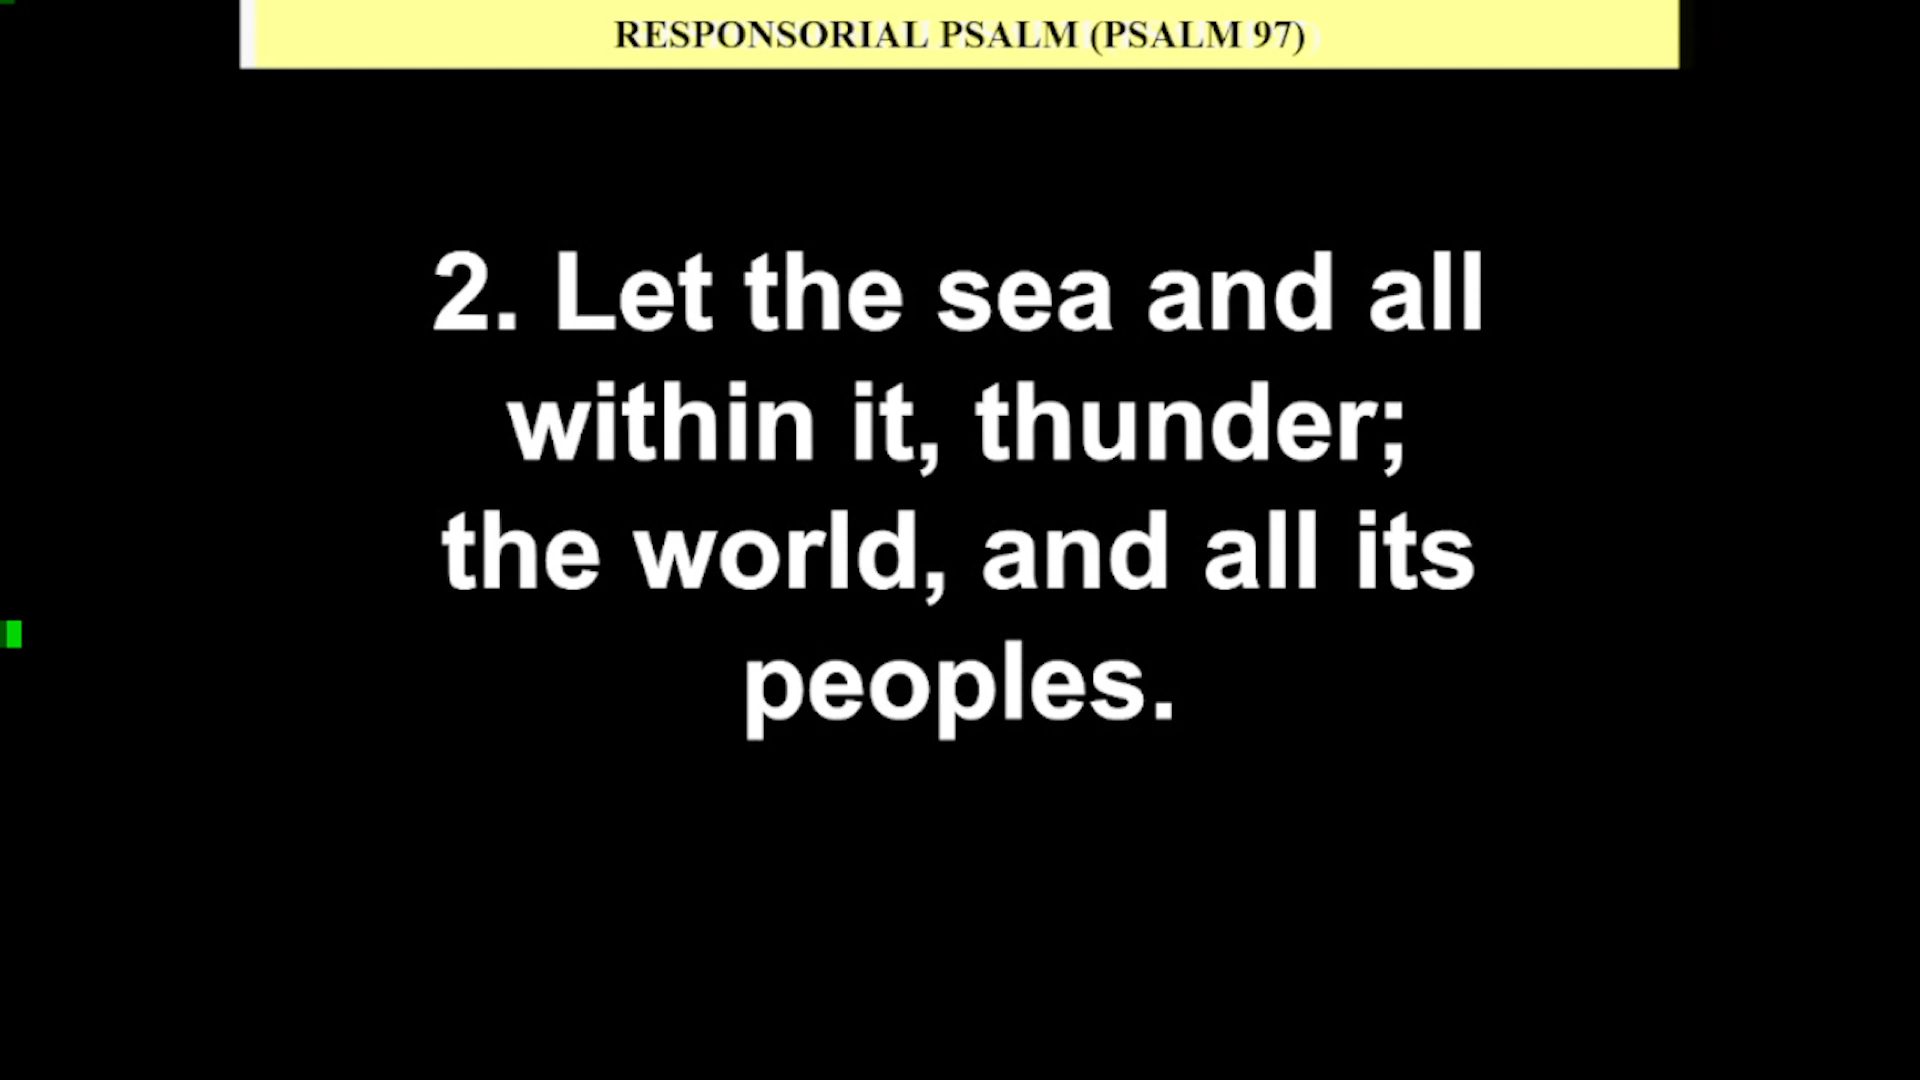 RESPONSORIAL PSALM (PSALM 97)
2. Let the sea and all
within it, thunder;
the world, and all its
peoples.